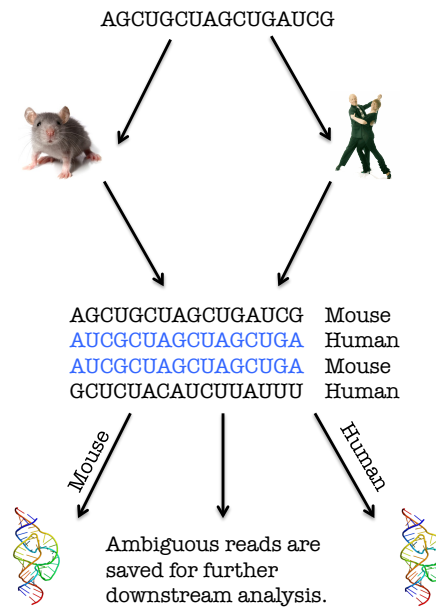 AGCUGCUAGCUGAUCG
AGCUGCUAGCUGAUCG Mouse
AUCGCUAGCUAGCUGA Human
AUCGCUAGCUAGCUGA Mouse
GCUCUACAUCUUAUUU Human
Mouse
Human
Ambiguous reads are
saved for further
downstream analysis.